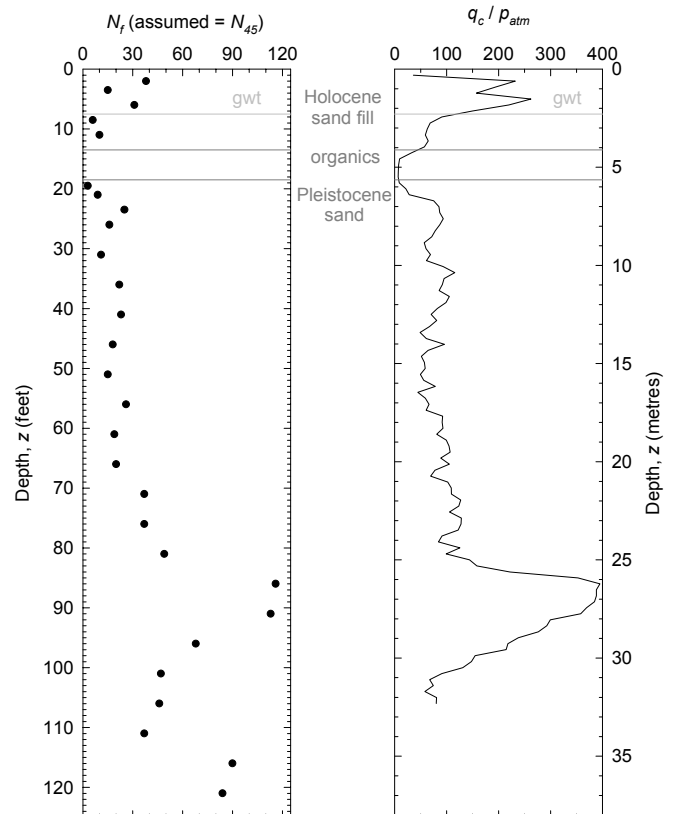 N_f (assumed = N_45)
0 30 60 90 120
q_c / p_atm
0 100 200 300 400
0
10
20
30
40
50
60
70
80
90
100
110
120
Depth, z (feet)
gwt
Holocene
sand fill
organics
Pleistocene
sand
gwt
0
5
10
15
20
25
30
35
Depth, z (metres)